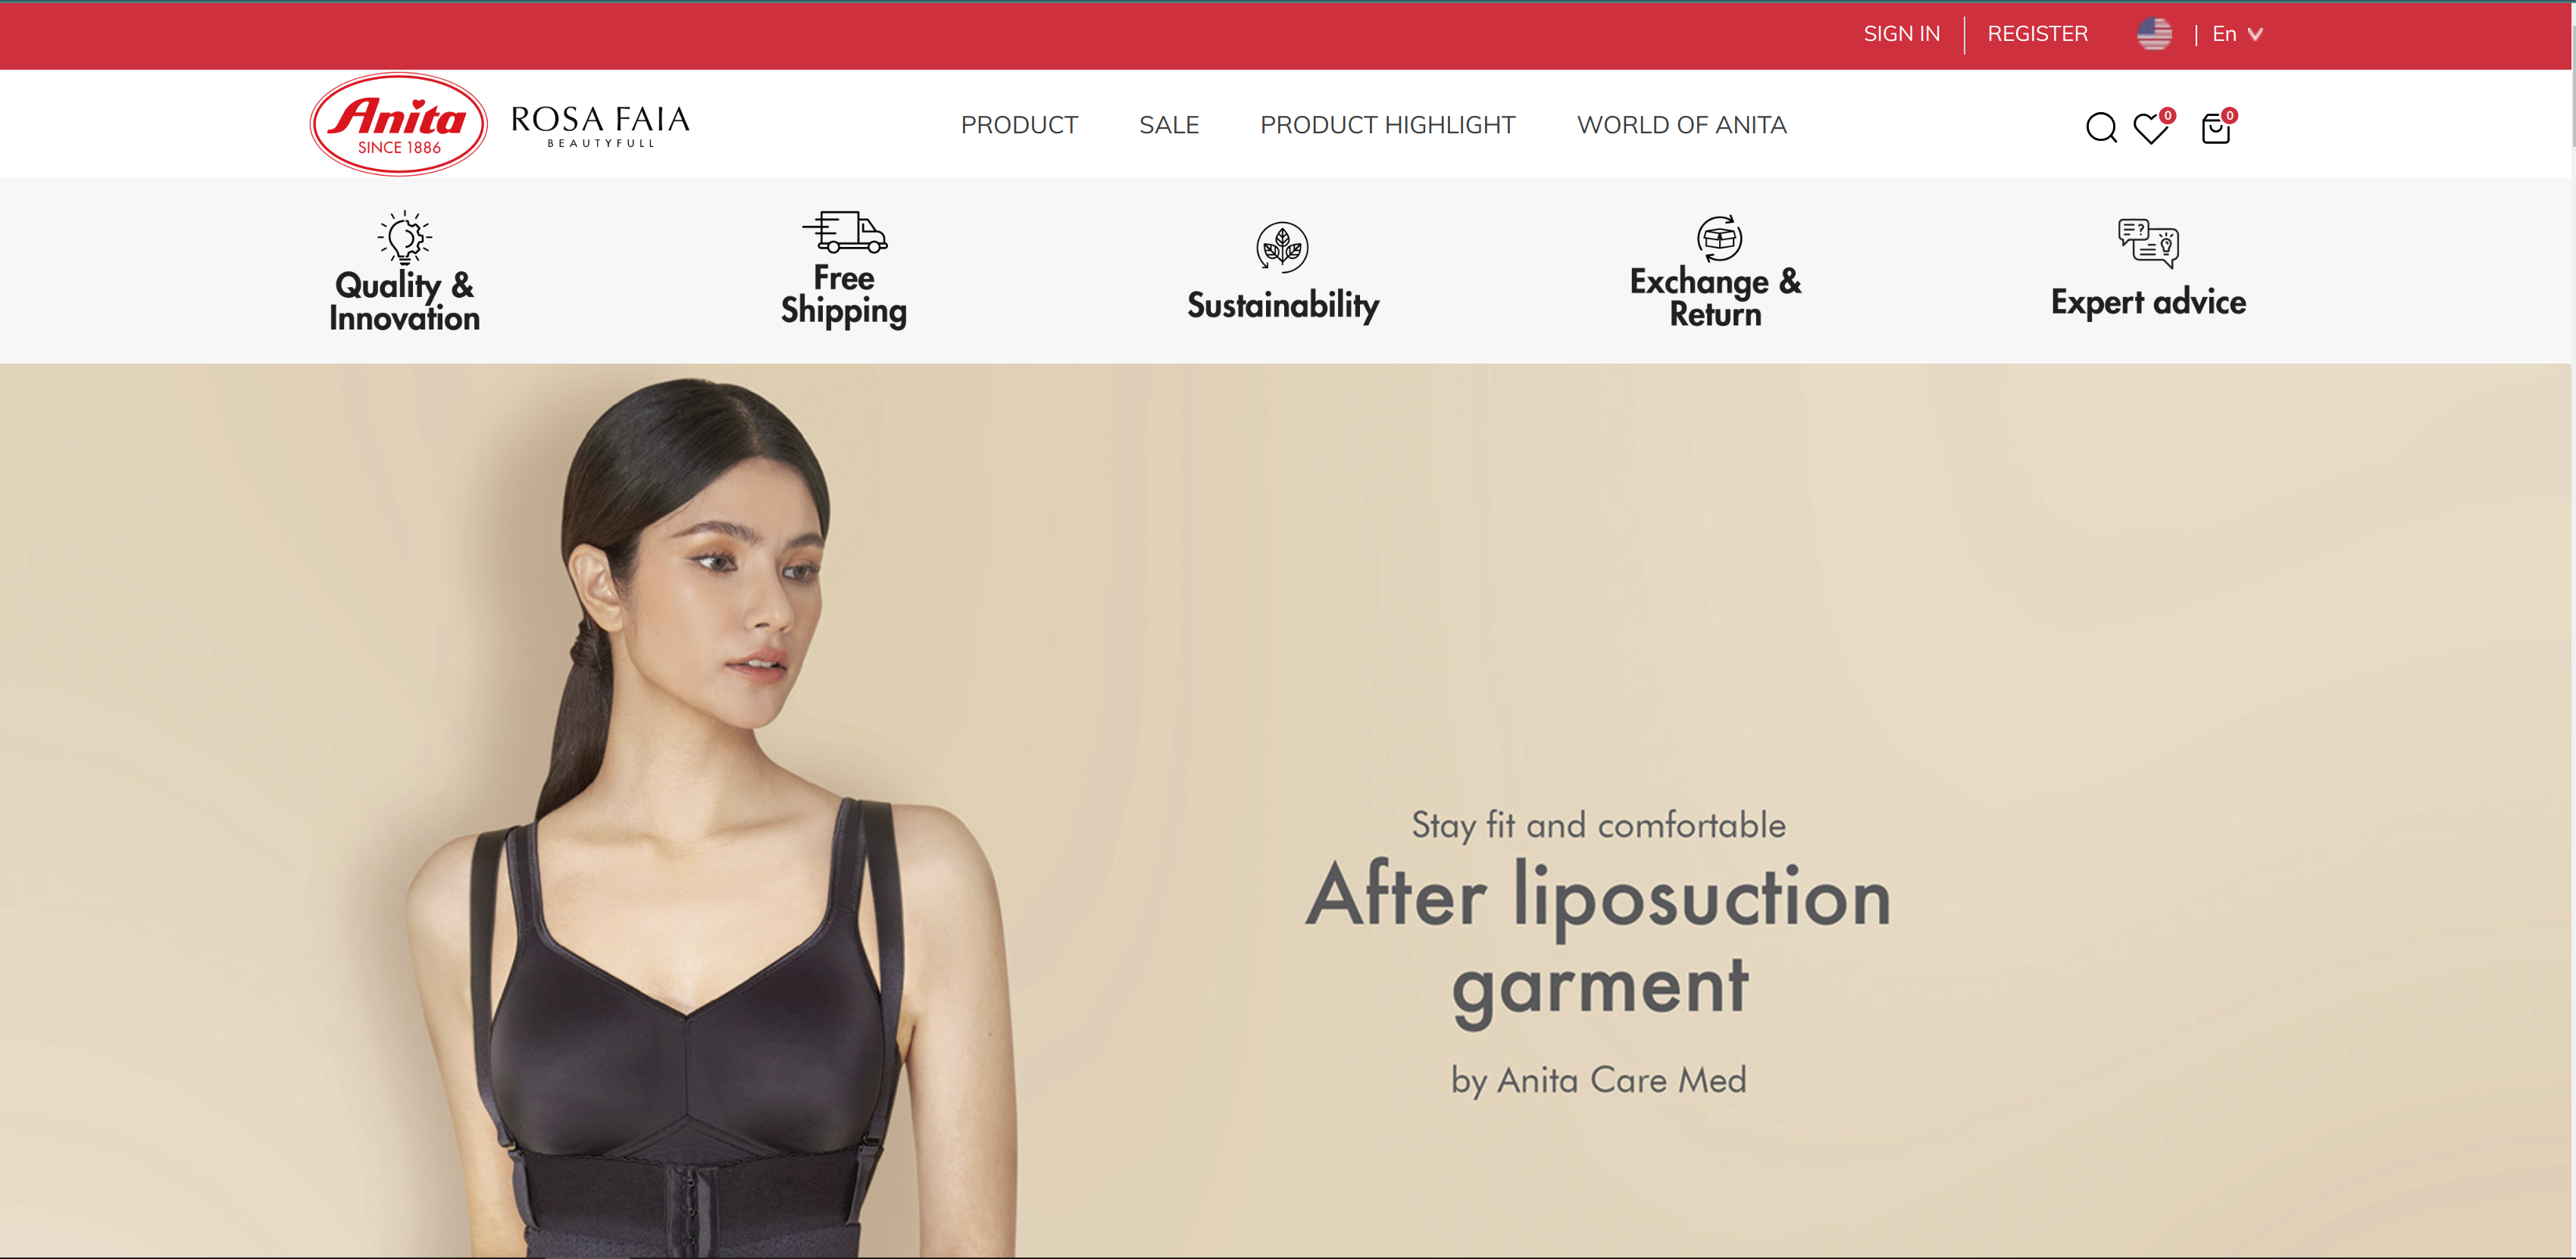 SIGN IN
REGISTER
| En
Anita
SINCE 1886
ROSA FAIA
BEAUTYFULL
PRODUCT
SALE
PRODUCT HIGHLIGHT
WORLD OF ANITA
0
0
Quality &
Innovation
Free
Shipping
Sustainability
Exchange &
Return
Expert advice
Stay fit and comfortable
After liposuction
garment
by Anita Care Med